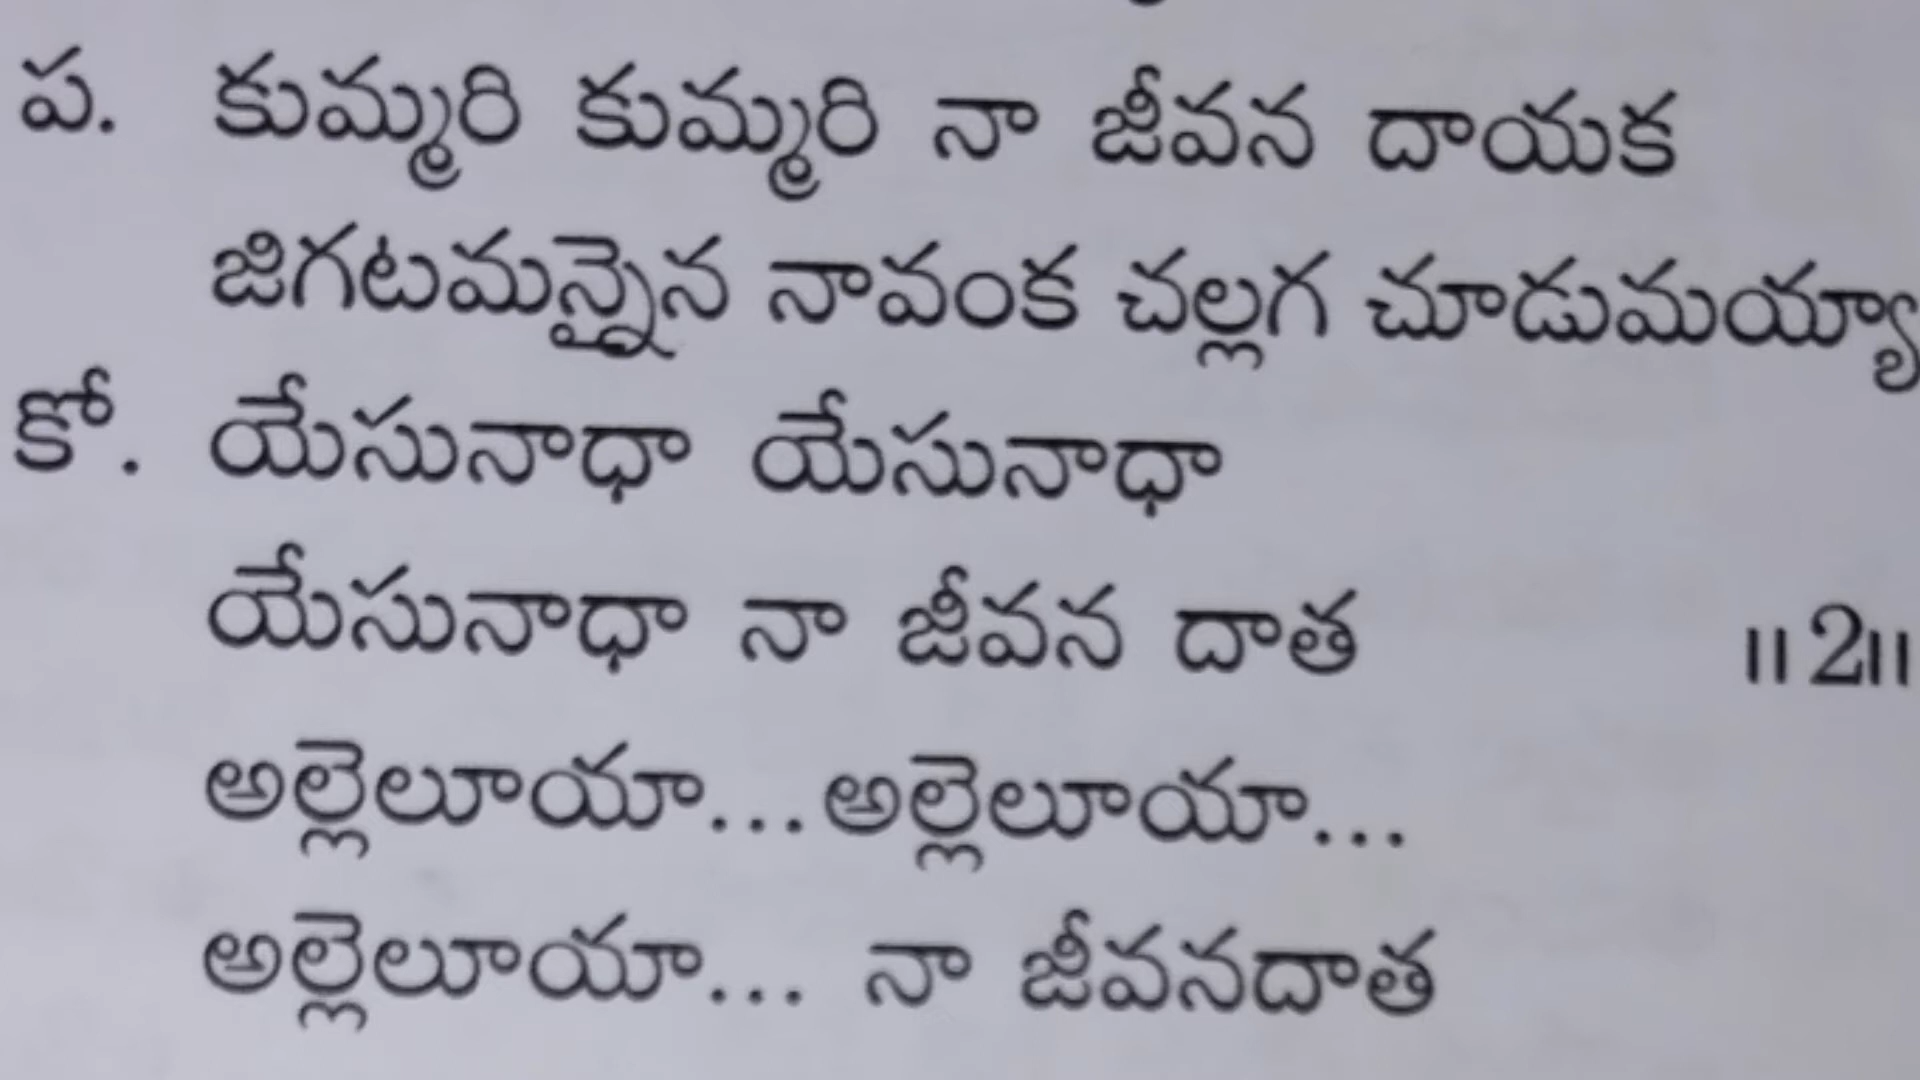 ప. కుమ్మరి కుమ్మరి నా జీవన దాయక
జిగటమన్నైన నావంక చల్లగ చూడుమయ్యా
కో. యేసునాధా యేసునాధా
యేసునాధా నా జీవన దాత ॥2॥
అల్లెలూయా...అల్లెలూయా...
అల్లెలూయా... నా జీవనదాత